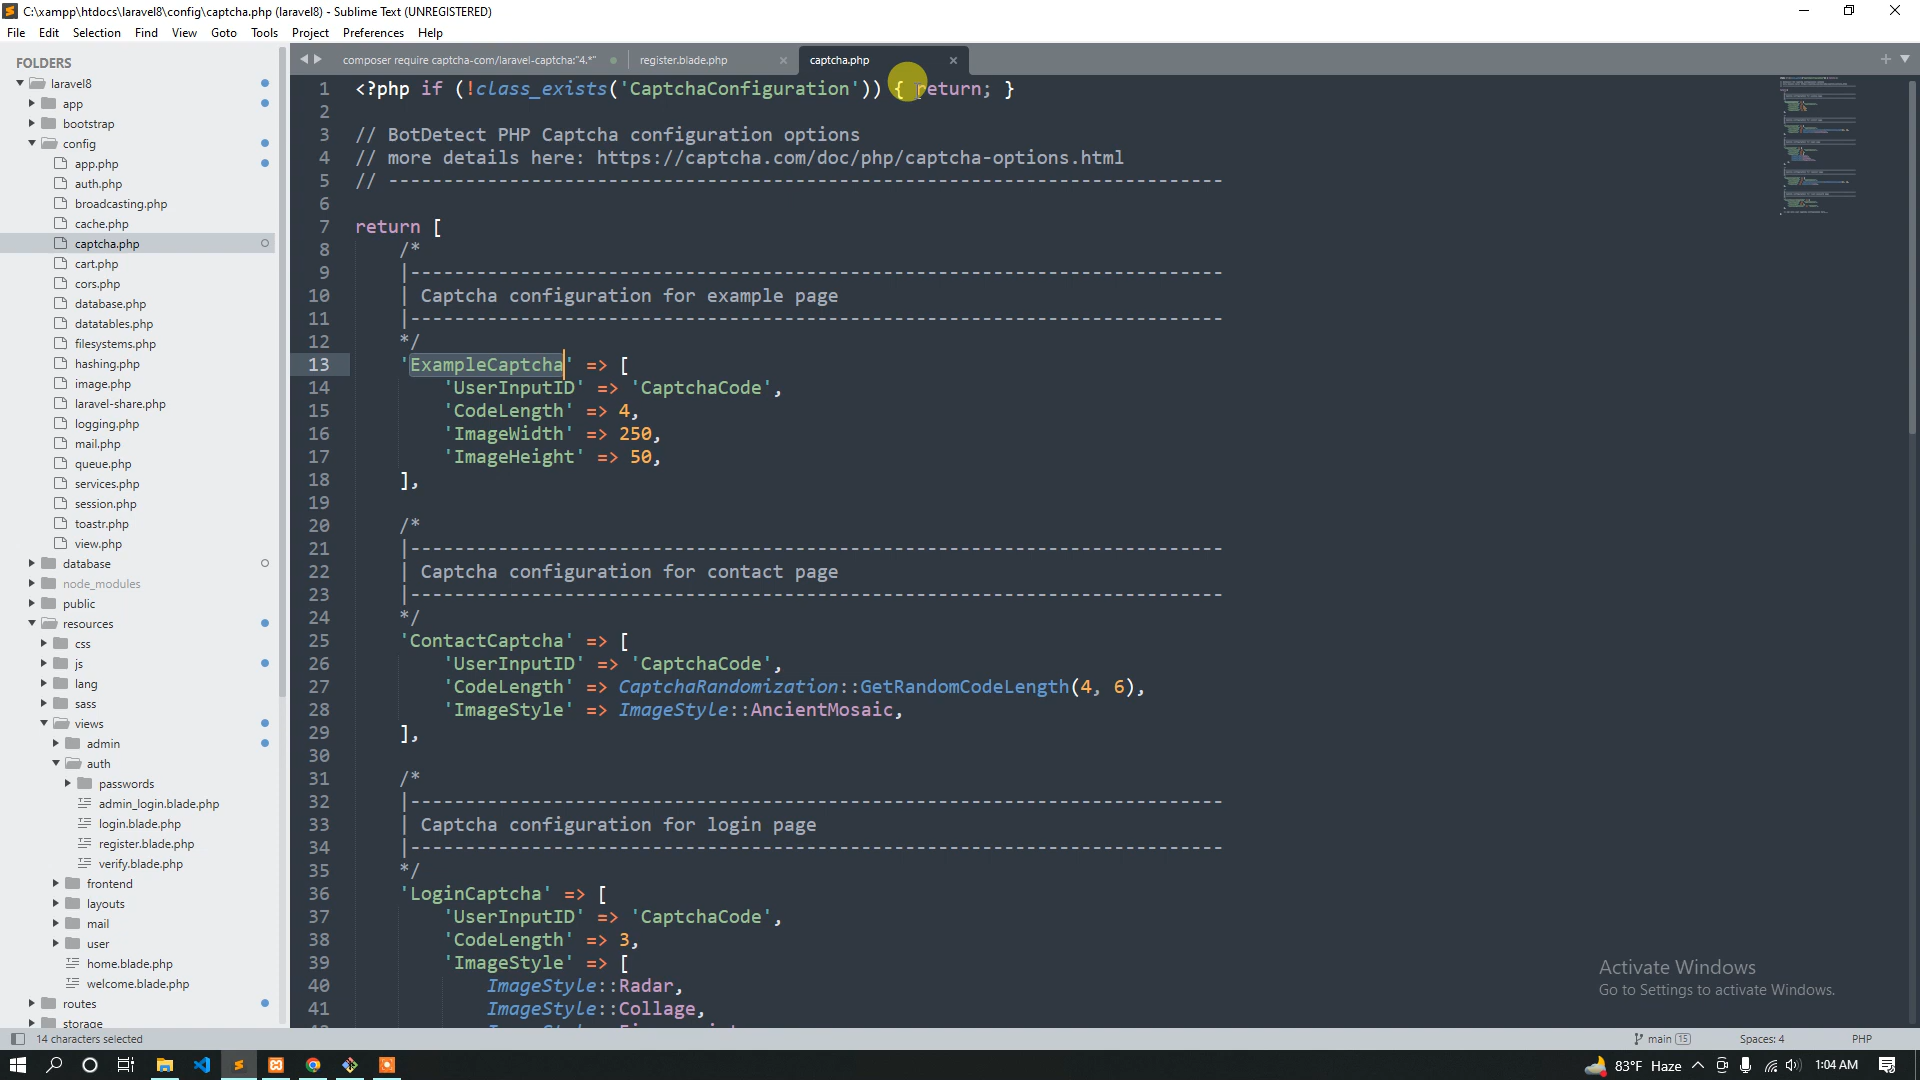 C:\xampp\htdocs\laravel8\config\captcha.php (laravel8) - Sublime Text (UNREGISTERED)
File Edit Selection Find View Goto Tools Project Preferences Help
FOLDERS
laravel8
app
bootstrap
config
app.php
auth.php
broadcasting.php
cache.php
captcha.php
cart.php
cors.php
database.php
datatables.php
filesystems.php
hashing.php
image.php
laravel-share.php
logging.php
mail.php
queue.php
services.php
session.php
toastr.php
view.php
database
node_modules
public
resources
css
js
lang
sass
views
admin
auth
passwords
admin_login.blade.php
login.blade.php
register.blade.php
verify.blade.php
frontend
layouts
mail
user
home.blade.php
welcome.blade.php
routes
storage
composer require captcha-com/laravel-captcha:"4.*" register.blade.php captcha.php
1 <?php if (!class_exists('CaptchaConfiguration')) { return; }
2
3 // BotDetect PHP Captcha configuration options
4 // more details here: https://captcha.com/doc/php/captcha-options.html
5 // ----------------------------------------------------------------------------
6
7 return [
8 /*
9 |--------------------------------------------------------------------------
10 | Captcha configuration for example page
11 |--------------------------------------------------------------------------
12 */
13 'ExampleCaptcha' => [
14 'UserInputID' => 'CaptchaCode',
15 'CodeLength' => 4,
16 'ImageWidth' => 250,
17 'ImageHeight' => 50,
18 ],
19
20 /*
21 |--------------------------------------------------------------------------
22 | Captcha configuration for contact page
23 |--------------------------------------------------------------------------
24 */
25 'ContactCaptcha' => [
26 'UserInputID' => 'CaptchaCode',
27 'CodeLength' => CaptchaRandomization::GetRandomCodeLength(4, 6),
28 'ImageStyle' => ImageStyle::AncientMosaic,
29 ],
30
31 /*
32 |--------------------------------------------------------------------------
33 | Captcha configuration for login page
34 |--------------------------------------------------------------------------
35 */
36 'LoginCaptcha' => [
37 'UserInputID' => 'CaptchaCode',
38 'CodeLength' => 3,
39 'ImageStyle' => [
40 ImageStyle::Radar,
41 ImageStyle::Collage,
Activate Windows
Go to Settings to activate Windows.
14 characters selected main 15 Spaces: 4 PHP
83°F Haze 1:04 AM